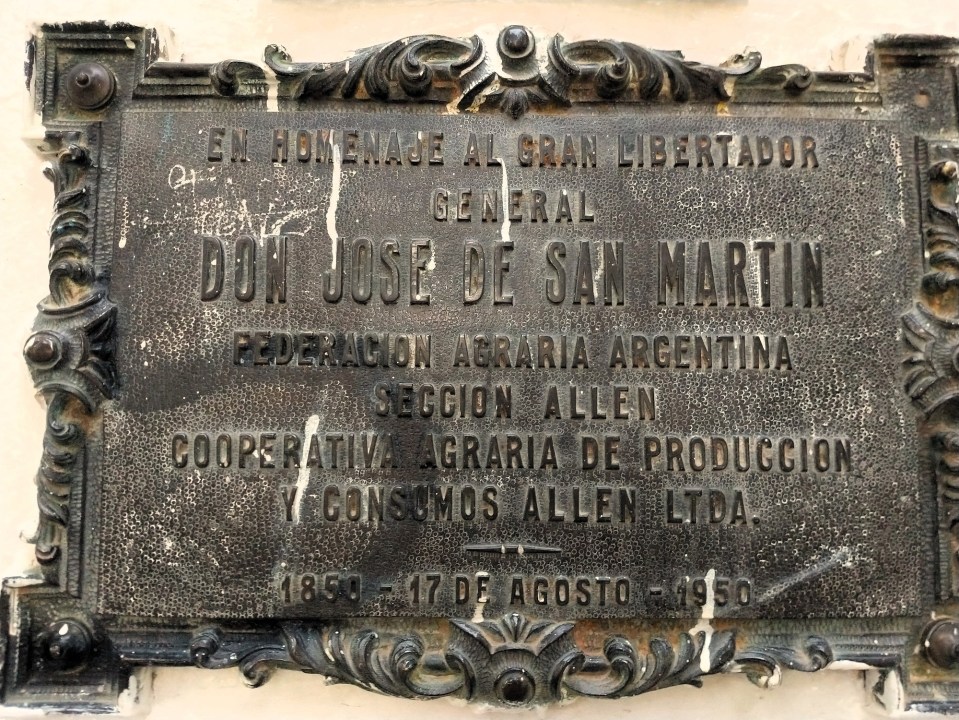 EN HOMENAJE AL GRAN LIBERTADOR
GENERAL
DON JOSE DE SAN MARTIN
FEDERACION AGRARIA ARGENTINA
SECCION ALLEN
COOPERATIVA AGRARIA DE PRODUCCION
Y CONSUMOS ALLEN LTDA.
1850 - 17 DE AGOSTO - 1950